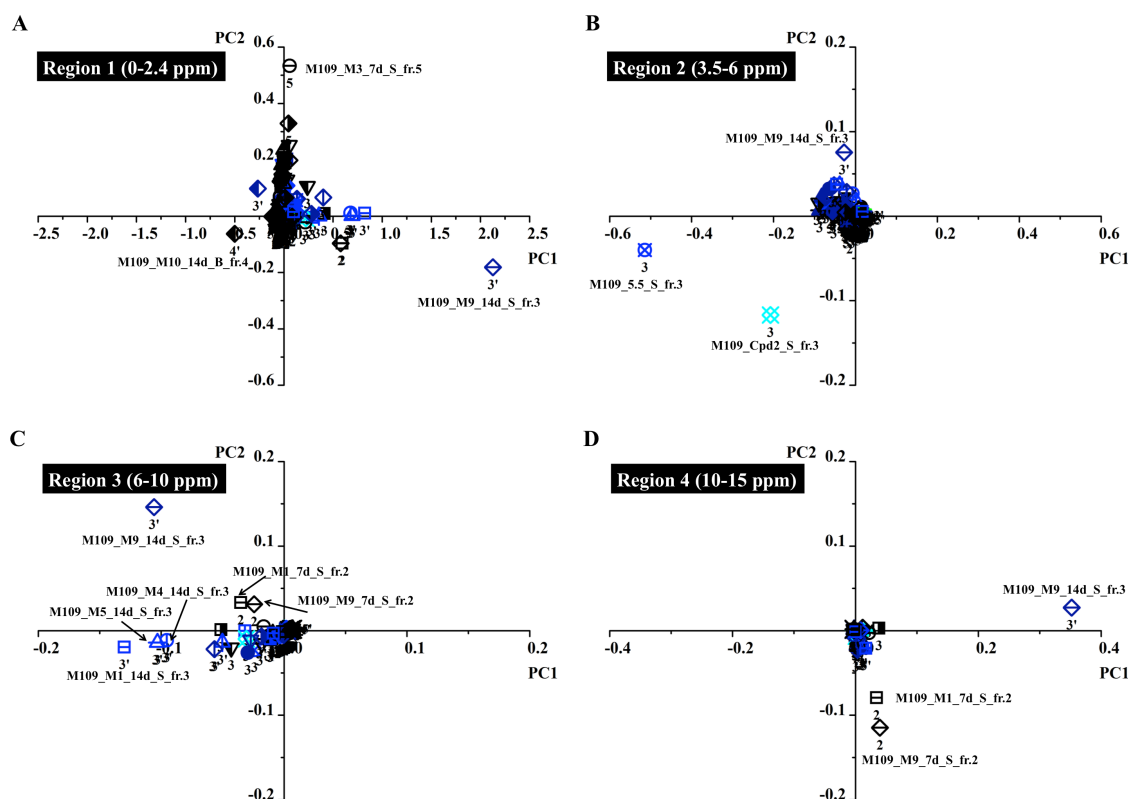 A
PC2
Region 1 (0-2.4 ppm)
0.6
M109_M3_7d_S_fr.5
5
0.4
0.2
3'
3
-2.5 -2.0 -1.5 -1.0 0.5 1.0 1.5 2.0 2.5
PC1
4'
2
M109_M10_14d_B_fr.4
-0.2
3'
M109_M9_14d_S_fr.3
-0.4
-0.6
B
PC2
Region 2 (3.5-6 ppm)
0.2
0.1
M109_M9_14d_S_fr.3
3'
-0.6 -0.4 -0.2 0.2 0.4 0.6
PC1
3
M109_5.5_S_fr.3
-0.1
3
M109_Cpd2_S_fr.3
-0.2
C
PC2
Region 3 (6-10 ppm)
0.2
3'
M109_M9_14d_S_fr.3
0.1
M109_M1_7d_S_fr.2
M109_M4_14d_S_fr.3
M109_M9_7d_S_fr.2
M109_M5_14d_S_fr.3
2 2
-0.2 -0.1 0.1 0.2
3'
3
PC1
M109_M1_14d_S_fr.3
-0.1
-0.2
D
PC2
Region 4 (10-15 ppm)
0.2
0.1
M109_M9_14d_S_fr.3
3'
-0.4 -0.2 0.2 0.4
PC1
M109_M1_7d_S_fr.2
2
-0.1
2
M109_M9_7d_S_fr.2
-0.2